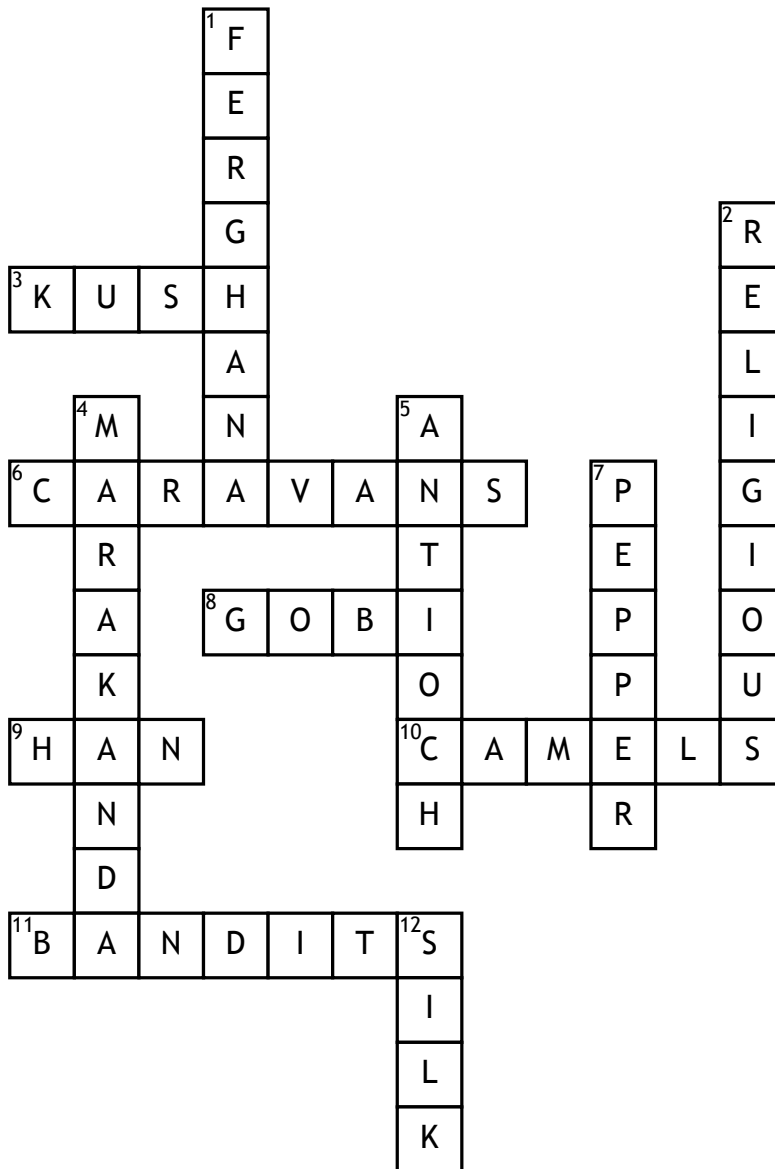 1 F
E
R
G 2 R
3 K U S H E
A L
4 M N 5 A I
6 C A R A V A N S 7 P G
R T E I
A 8 G O B I P O
K O P U
9 H A N 10 C A M E L S
N H R
D
11 B A N D I T 12 S
I
L
K